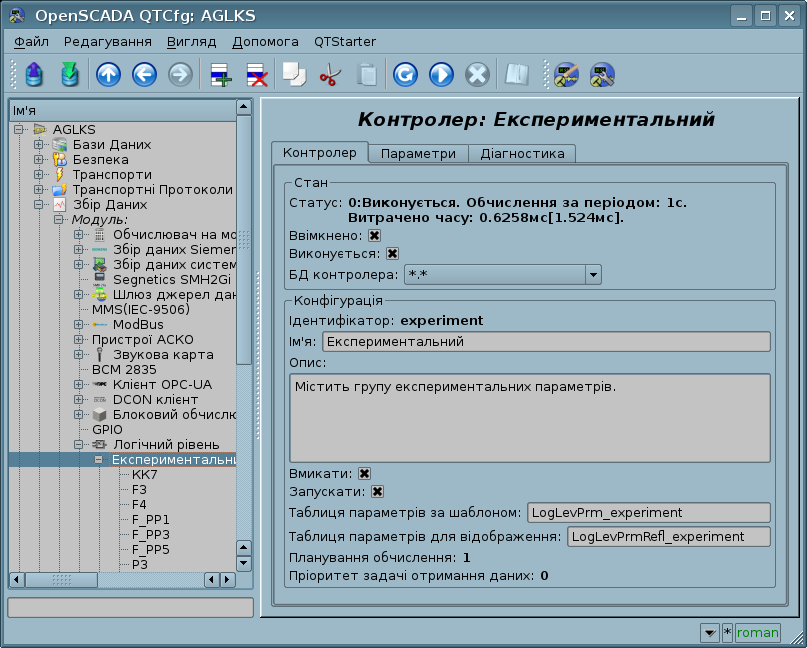 OpenSCADA QTCfg: AGLKS
Файл Редагування Вигляд Допомога QTStarter
Ім'я
AGLKS
Бази Даних
Безпека
Транспорти
Транспортні Протоколи
Збір Даних
Модуль:
Обчислювач на мо
Збір даних Siemer
Збір даних систем
Segnetics SMH2Gi
Шлюз джерел дан
MMS(IEC-9506)
ModBus
Пристрої АСКО
Звукова карта
BCM 2835
Клієнт OPC-UA
DCON клієнт
Блоковий обчислю
GPIO
Логічний рівень
Експериментальни
КК7
F3
F4
F_PP1
F_PP3
F_PP5
P3
Контролер: Експериментальний
Контролер Параметри Діагностика
Стан
Статус: 0:Виконується. Обчислення за періодом: 1с.
Витрачено часу: 0.6258мс[1.524мс].
Ввімкнено:
Виконується:
БД контролера: *.*
Конфігурація
Ідентифікатор: experiment
Ім'я: Експериментальний
Опис:
Містить групу експериментальних параметрів.
Вмикати:
Запускати:
Таблиця параметрів за шаблоном: LogLevPrm_experiment
Таблиця параметрів для відображення: LogLevPrmRefl_experiment
Планування обчислення: 1
Пріоритет задачі отримання даних: 0
* roman